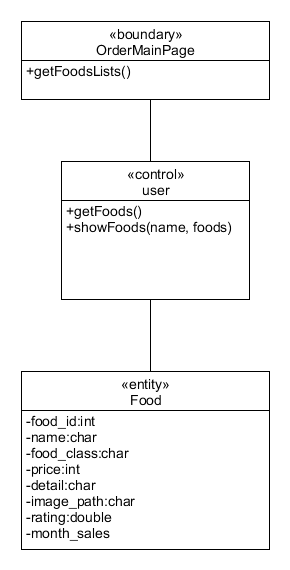 «boundary»
OrderMainPage
+getFoodsLists()
«control»
user
+getFoods()
+showFoods(name, foods)
«entity»
Food
-food_id:int
-name:char
-food_class:char
-price:int
-detail:char
-image_path:char
-rating:double
-month_sales